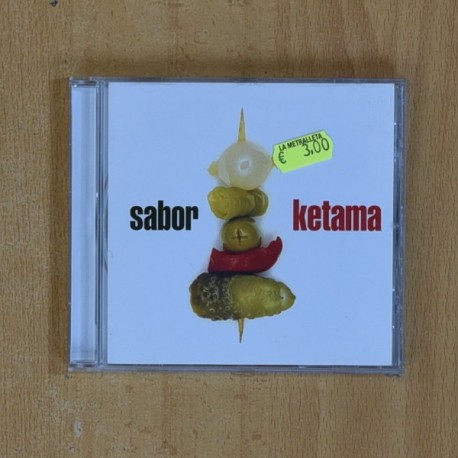 LA METRALLETA
€ 3,00
sabor ketama